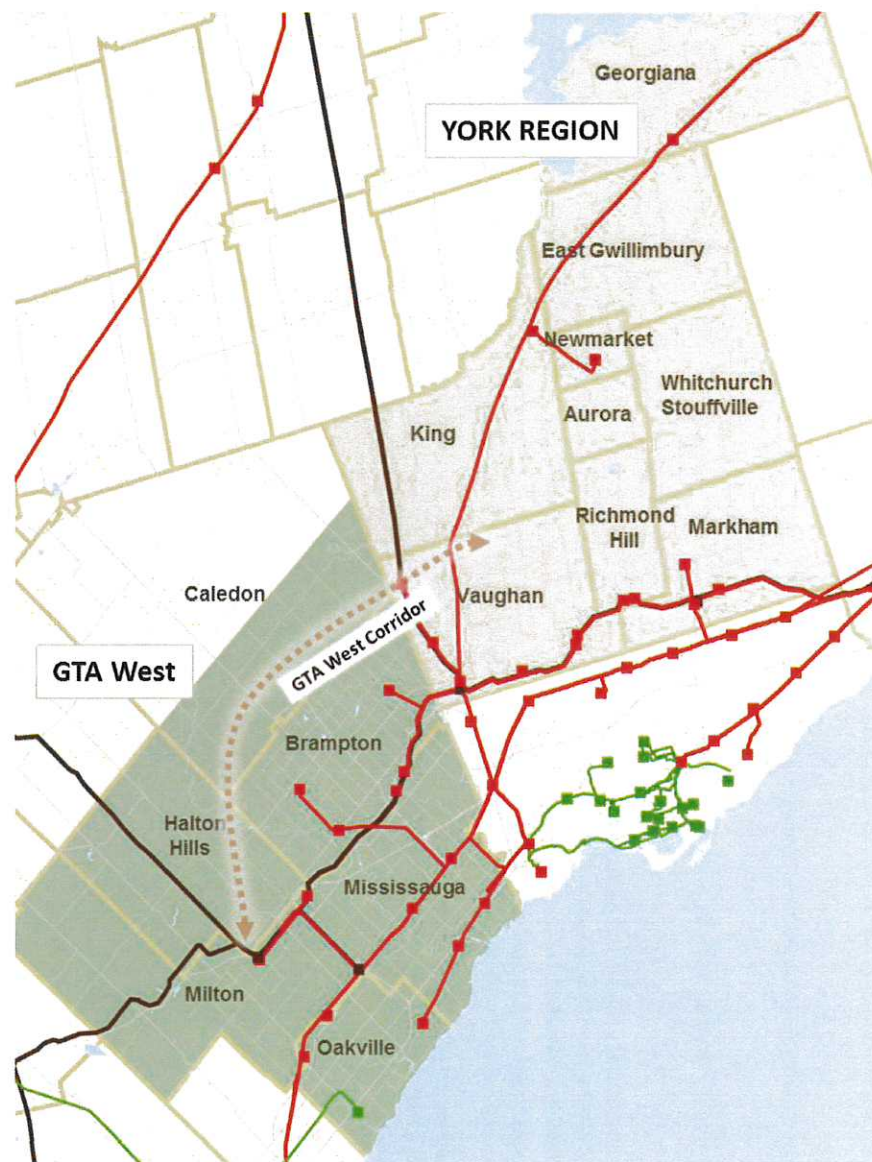 Georgiana
YORK REGION
East Gwillimbury
Newmarket
Whitchurch
Stouffville
Aurora
King
Richmond
Hill
Markham
Caledon
Vaughan
GTA West Corridor
GTA West
Brampton
Halton
Hills
Mississauga
Milton
Oakville